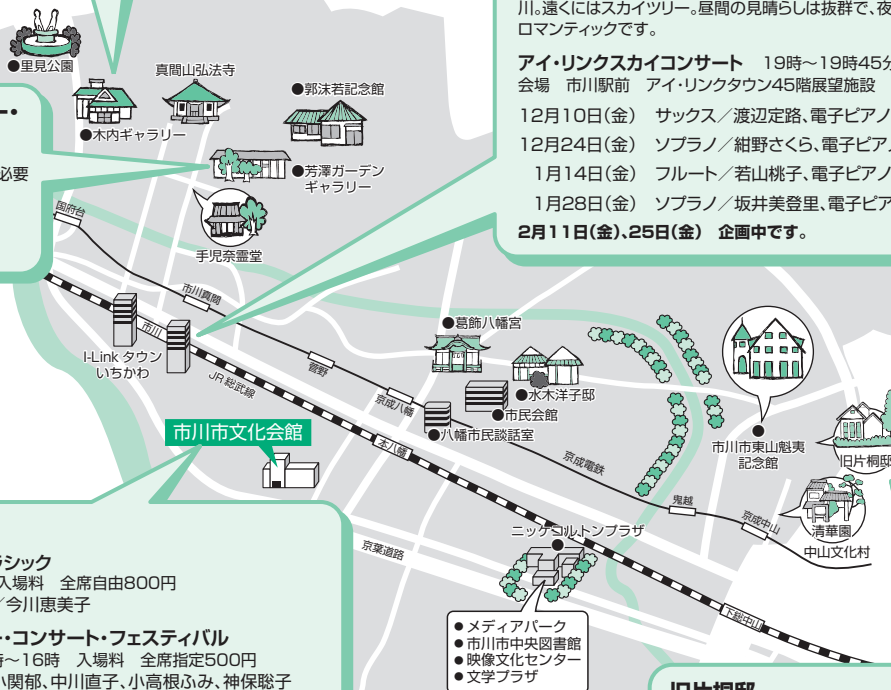 川。遠くにはスカイツリー。昼間の見晴らしは抜群で、夜
ロマンティックです。
アイ・リンクスカイコンサート　19時～19時45分
会場　市川駅前　アイ・リンクタウン45階展望施設
12月10日(金)　サックス／渡辺定路、電子ピアノ
12月24日(金)　ソプラノ／紺野さくら、電子ピアノ
1月14日(金)　フルート／若山桃子、電子ピアノ
1月28日(金)　ソプラノ／坂井美登里、電子ピア
2月11日(金)、25日(金)　企画中です。
●里見公園
真間山弘法寺
●郭沫若記念館
●木内ギャラリー
ー・
必要
●芳澤ガーデン
ギャラリー
手児奈霊堂
国府台
市川真間
市川
I-Link タウン
いちかわ
JR 総武線
菅野
京成八幡
●葛飾八幡宮
●水木洋子邸
●市民会館
●八幡市民談話室
市川市文化会館
本八幡
京成電鉄
鬼越
京成中山
市川市東山魁夷
記念館
旧片桐邸
清華園
中山文化村
ニッケコルトンプラザ
京葉道路
下総中山
●メディアパーク
●市川市中央図書館
●映像文化センター
●文学プラザ
ラシック
入場料　全席自由800円
／今川恵美子
ー・コンサート・フェスティバル
時～16時　入場料　全席指定500円
小関郁、中川直子、小高根ふみ、神保聡子
旧片桐邸